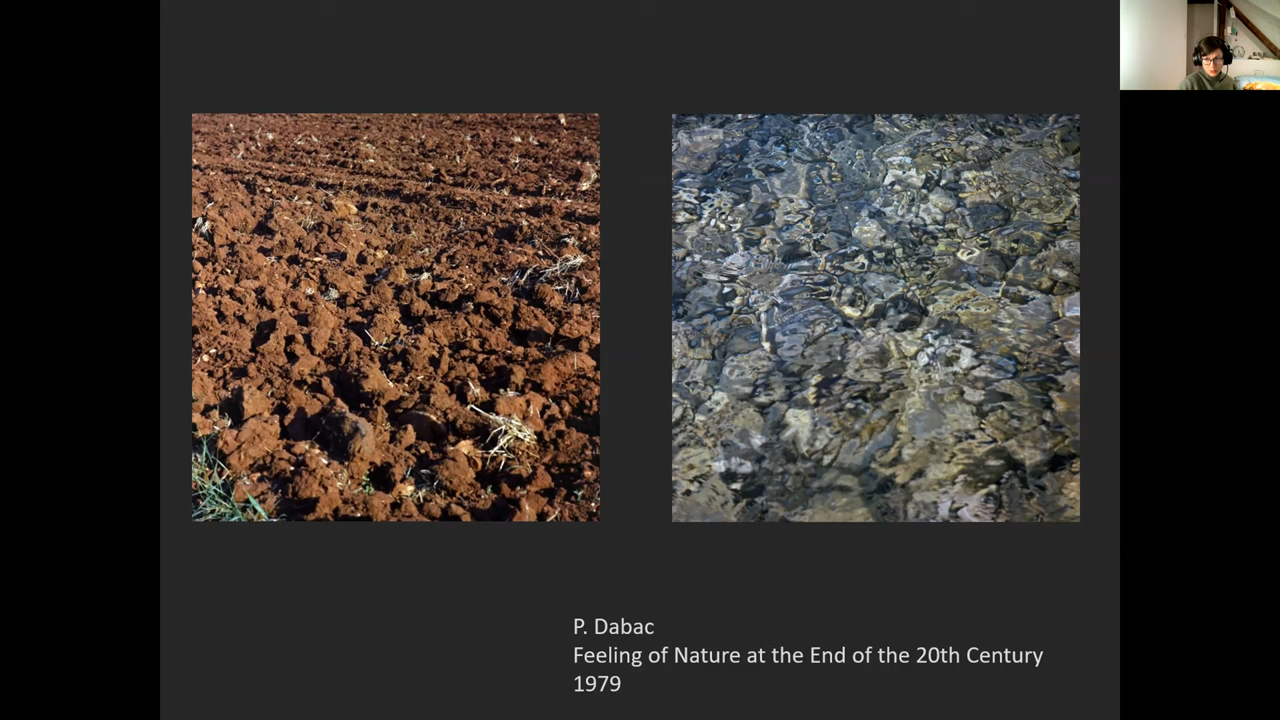 P. Dabac
Feeling of Nature at the End of the 20th Century
1979